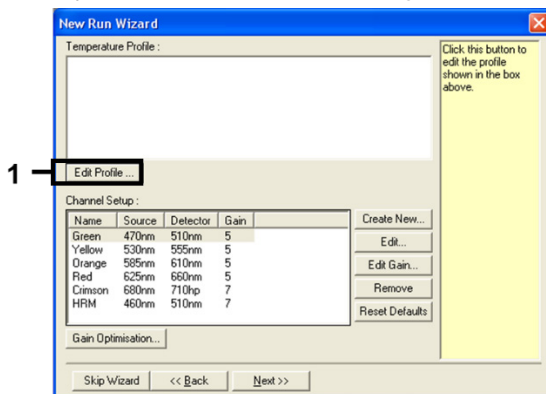 New Run Wizard
Temperature Profile :
Click this button to
edit the profile
shown in the box
above.
1
Edit Profile ...
Channel Setup :
Name Source Detector Gain
Green 470nm 510nm 5
Yellow 530nm 555nm 5
Orange 585nm 610nm 5
Red 625nm 660nm 5
Crimson 680nm 710hp 7
HRM 460nm 510nm 7
Create New...
Edit...
Edit Gain...
Remove
Reset Defaults
Gain Optimisation...
Skip Wizard
<< Back
Next >>